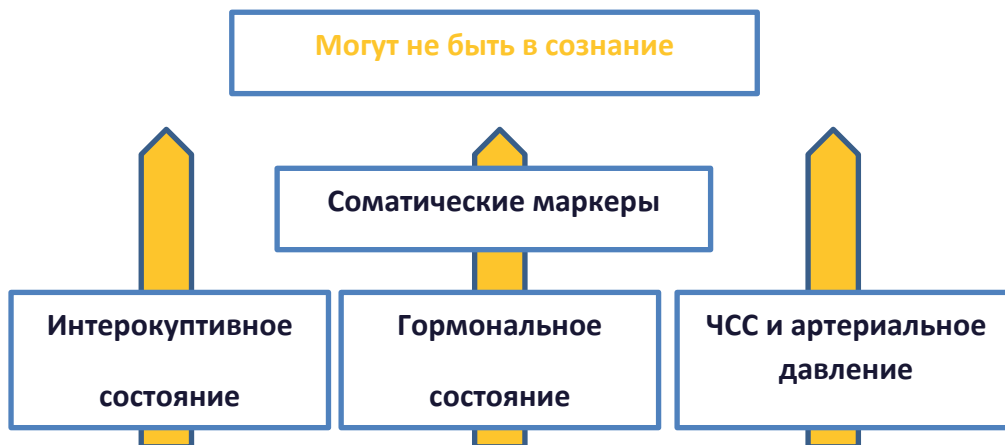 Могут не быть в сознание
Соматические маркеры
Интерокуптивное
состояние
Гормональное
состояние
ЧСС и артериальное
давление